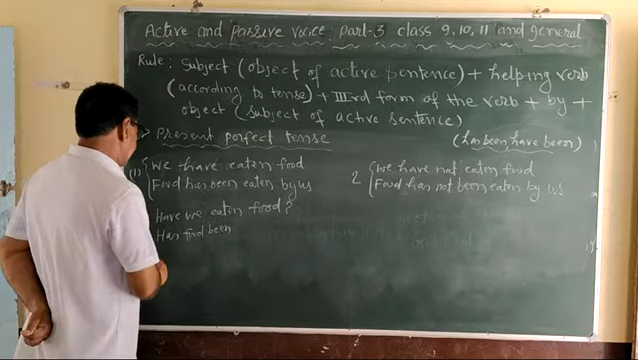 Active and passive voice: part-3 class 9, 10, 11 and general
Rule: Subject (object of active sentence) + helping verb
(according to tense) + IIIrd form of the verb + by +
object (subject of active sentence)
Present perfect tense (has been, have been)
(1) We have eaten food
Food has been eaten by us
2 We have not eaten food
Food has not been eaten by us
Have we eaten food?
Has food been